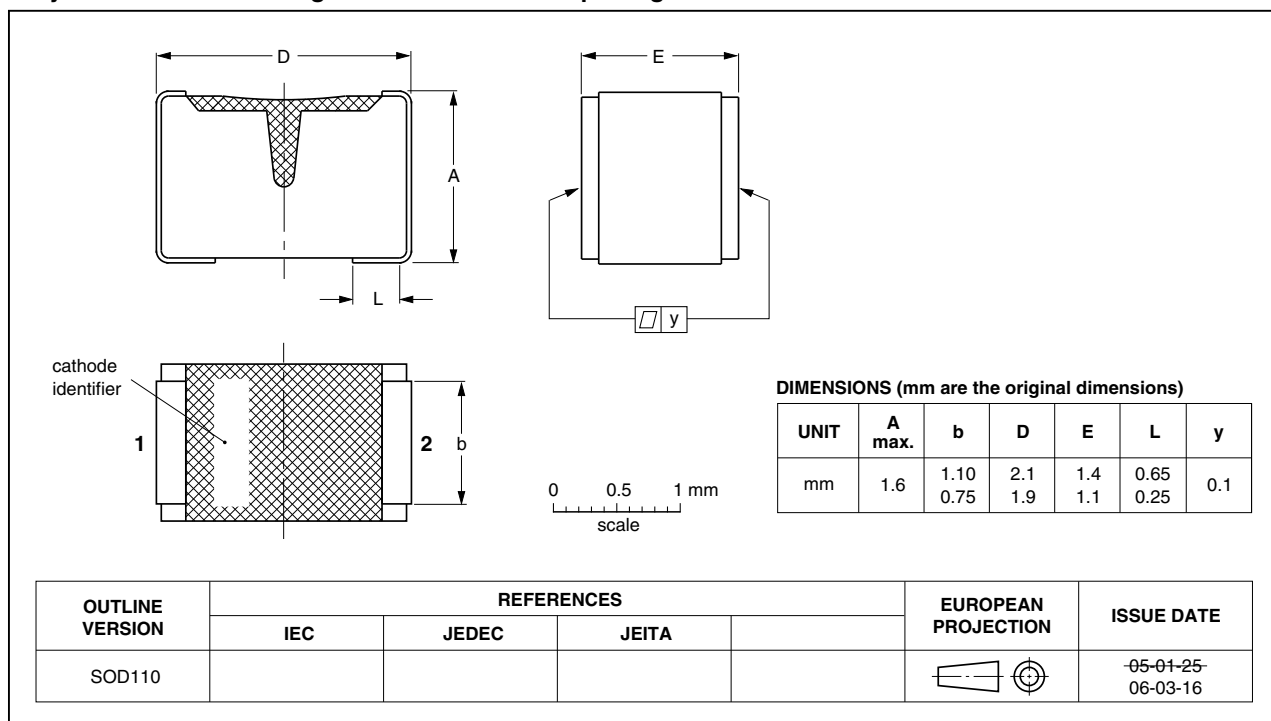 D
E
A
L
y
cathode
identifier
1
2
b
0 0.5 1 mm
scale
DIMENSIONS (mm are the original dimensions)
UNIT A max. b D E L y
mm 1.6 1.10 0.75 2.1 1.9 1.4 1.1 0.65 0.25 0.1
OUTLINE VERSION REFERENCES EUROPEAN PROJECTION ISSUE DATE
IEC JEDEC JEITA
SOD110 05-01-25
06-03-16